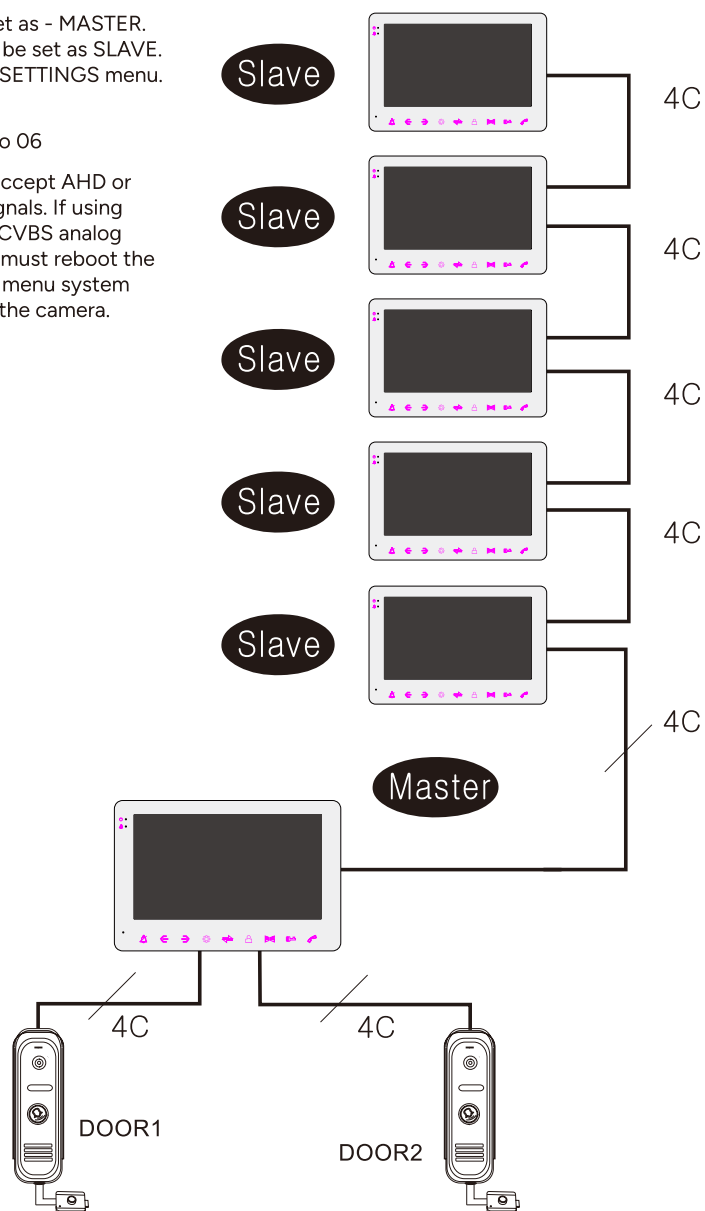 et as - MASTER.
be set as SLAVE.
SETTINGS menu.
o 06
ccept AHD or
gnals. If using
CVBS analog
must reboot the
menu system
the camera.
Slave
4C
Slave
4C
Slave
4C
Slave
4C
Slave
4C
Master
4C
4C
DOOR1
DOOR2